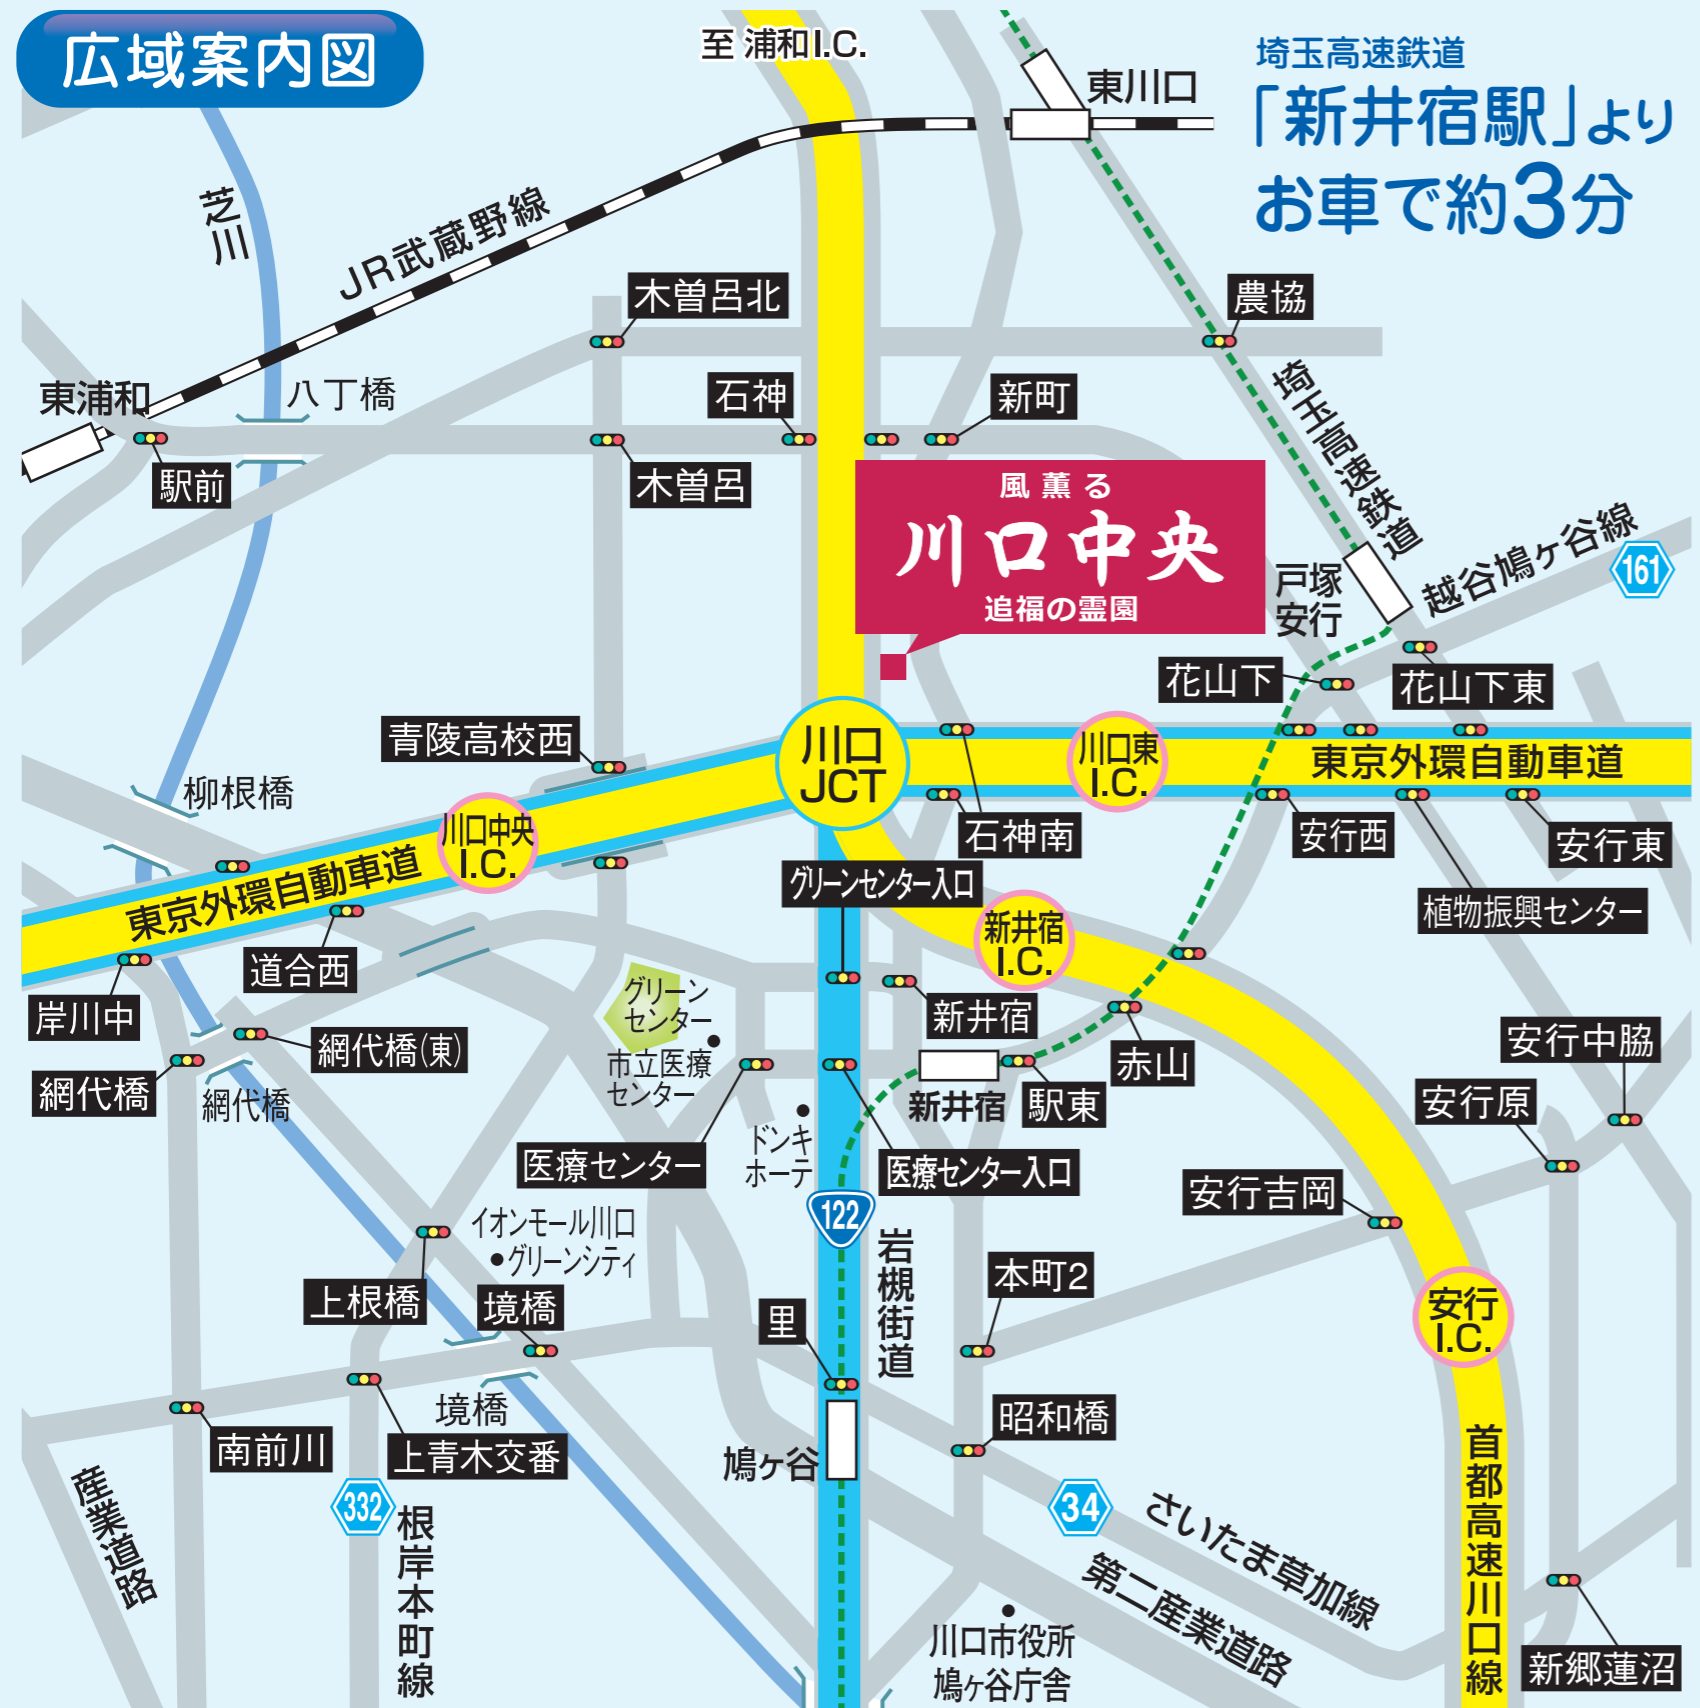 広域案内図
至 浦和I.C.
東川口
埼玉高速鉄道
「新井宿駅」より
お車で約3分
芝川
JR武蔵野線
木曽呂北
農協
東浦和
八丁橋
石神
新町
埼玉高速鉄道
駅前
木曽呂
風薫る
川口中央
追福の霊園
戸塚
安行
越谷鳩ヶ谷線
161
花山下
花山下東
青陵高校西
川口
JCT
川口東
I.C.
東京外環自動車道
柳根橋
川口中央
I.C.
石神南
安行西
安行東
東京外環自動車道
グリーンセンター入口
植物振興センター
新井宿
I.C.
道合西
岸川中
グリーン
センター
新井宿
網代橋(東)
市立医療
センター
赤山
安行中脇
網代橋
網代橋
新井宿
駅東
安行原
ドンキ
ホーテ
医療センター
医療センター入口
安行吉岡
122
イオンモール川口
グリーンシティ
岩槻街道
本町2
上根橋
境橋
里
安行
I.C.
境橋
昭和橋
南前川
上青木交番
鳩ヶ谷
首都高速川口線
産業道路
332
根岸本町線
34
さいたま草加線
第二産業道路
川口市役所
鳩ヶ谷庁舎
新郷蓮沼